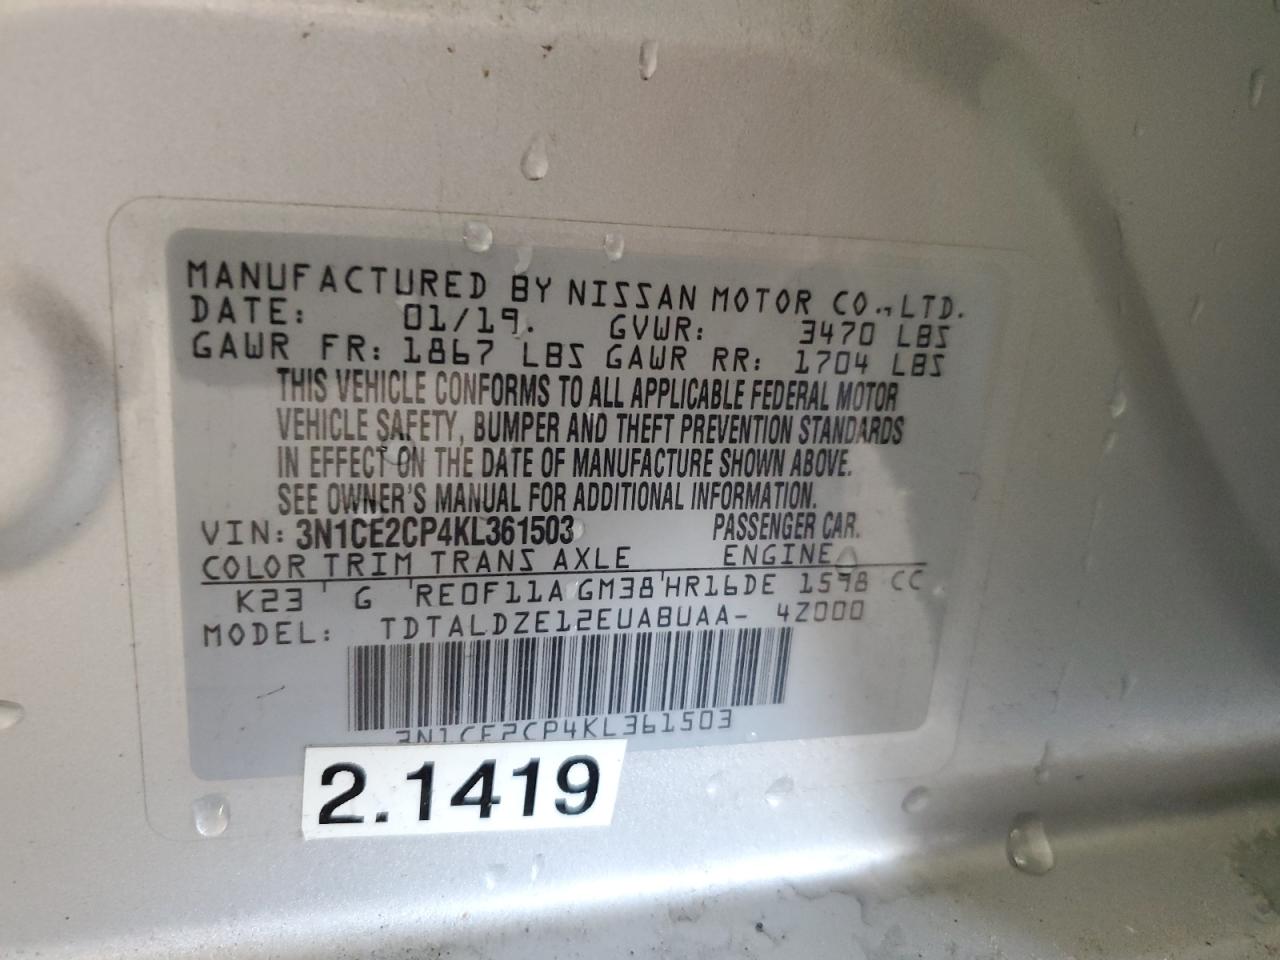 MANUFACTURED BY NISSAN MOTOR CO.,LTD.
DATE: 01/19. GVWR: 3470 LBS
GAWR FR: 1867 LBS GAWR RR: 1704 LBS
THIS VEHICLE CONFORMS TO ALL APPLICABLE FEDERAL MOTOR
VEHICLE SAFETY, BUMPER AND THEFT PREVENTION STANDARDS
IN EFFECT ON THE DATE OF MANUFACTURE SHOWN ABOVE.
SEE OWNER'S MANUAL FOR ADDITIONAL INFORMATION.
VIN: 3N1CE2CP4KL361503 PASSENGER CAR.
COLOR TRIM TRANS AXLE ENGINE
K23 G RE0F11A GM38 HR16DE 1598 CC
MODEL: TDTALDZE12EUABUAA- 4Z000
3N1CE2CP4KL361503
2.1419